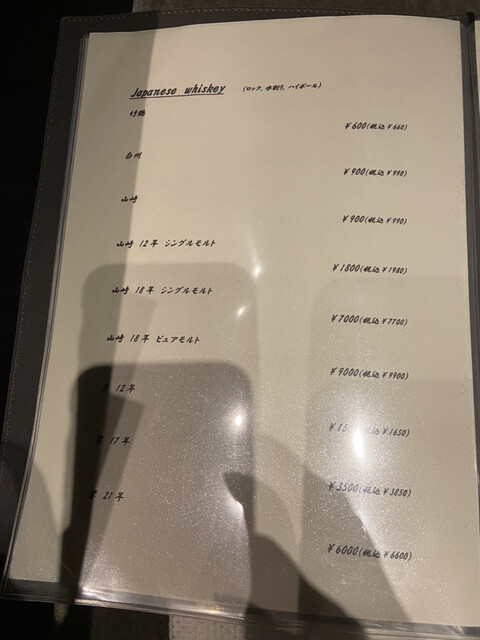 Japanese whiskey (ロック、水割り、ハイボール)
竹鶴
¥600(税込¥660)
白州
¥900(税込¥990)
山崎
¥900(税込¥990)
山崎 12年 シングルモルト
¥1800(税込¥1980)
山崎 18年 シングルモルト
¥7000(税込¥7700)
山崎 18年 ピュアモルト
¥9000(税込¥9900)
12年
¥15 税込¥1650)
響 17年
¥3500(税込¥3850)
響 21年
¥6000(税込¥6600)